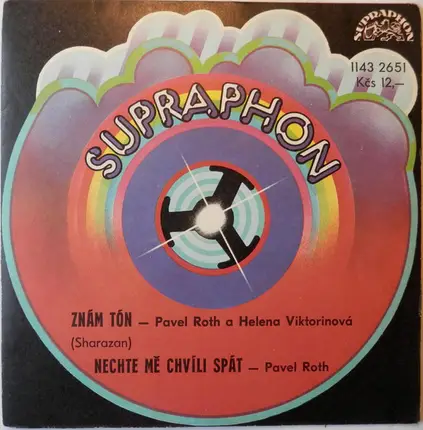 SUPRAPHON
1143 2651
Kčs 12,–
SUPRAPHON
ZNÁM TÓN – Pavel Roth a Helena Viktorinová
(Sharazan)
NECHTE MĚ CHVÍLI SPÁT – Pavel Roth